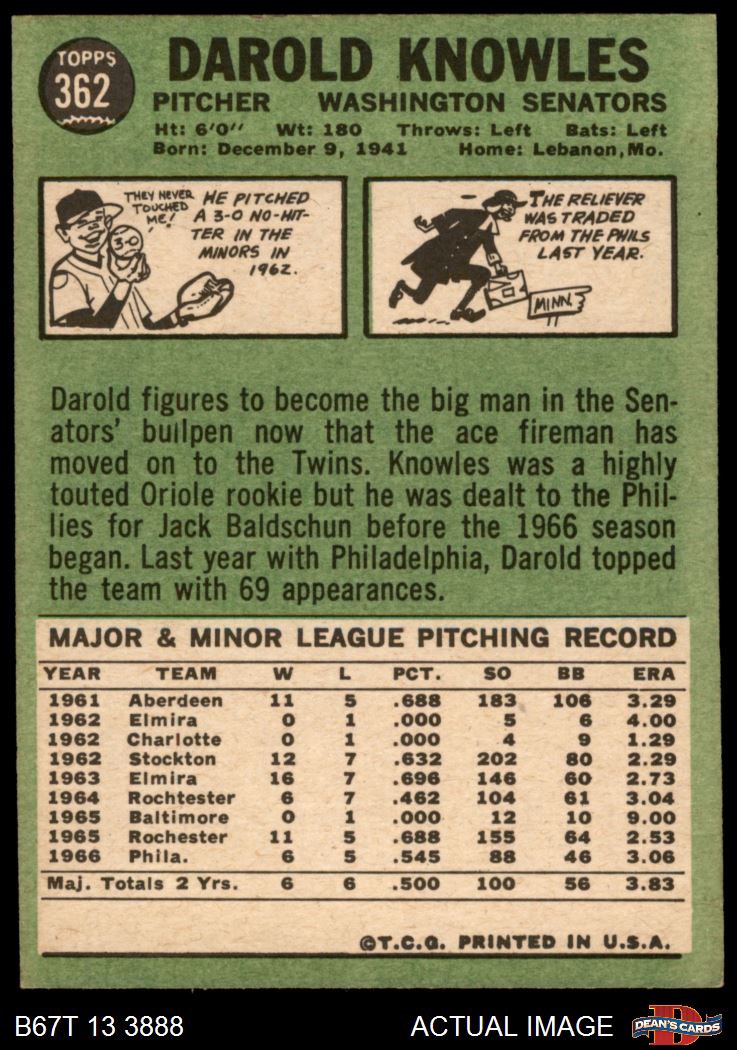 TOPPS
362
DAROLD KNOWLES
PITCHER WASHINGTON SENATORS
Ht: 6'0" Wt: 180 Throws: Left Bats: Left
Born: December 9, 1941 Home: Lebanon, Mo.
THEY NEVER
TOUCHED
ME!
3-0
HE PITCHED
A 3-0 NO-HIT-
TER IN THE
MINORS IN
1962.
THE RELIEVER
WAS TRADED
FROM THE PHILS
LAST YEAR.
MINN.
Darold figures to become the big man in the Sen-
ators' bullpen now that the ace fireman has
moved on to the Twins. Knowles was a highly
touted Oriole rookie but he was dealt to the Phil-
lies for Jack Baldschun before the 1966 season
began. Last year with Philadelphia, Darold topped
the team with 69 appearances.
MAJOR & MINOR LEAGUE PITCHING RECORD
YEAR TEAM W L PCT. SO BB ERA
1961 Aberdeen 11 5 .688 183 106 3.29
1962 Elmira 0 1 .000 5 6 4.00
1962 Charlotte 0 1 .000 4 9 1.29
1962 Stockton 12 7 .632 202 80 2.29
1963 Elmira 16 7 .696 146 60 2.73
1964 Rochtester 6 7 .462 104 61 3.04
1965 Baltimore 0 1 .000 12 10 9.00
1965 Rochester 11 5 .688 155 64 2.53
1966 Phila. 6 5 .545 88 46 3.06
Maj. Totals 2 Yrs. 6 6 .500 100 56 3.83
©T.C.G. PRINTED IN U.S.A.
B67T 13 3888 ACTUAL IMAGE
D
DEAN'S CARDS